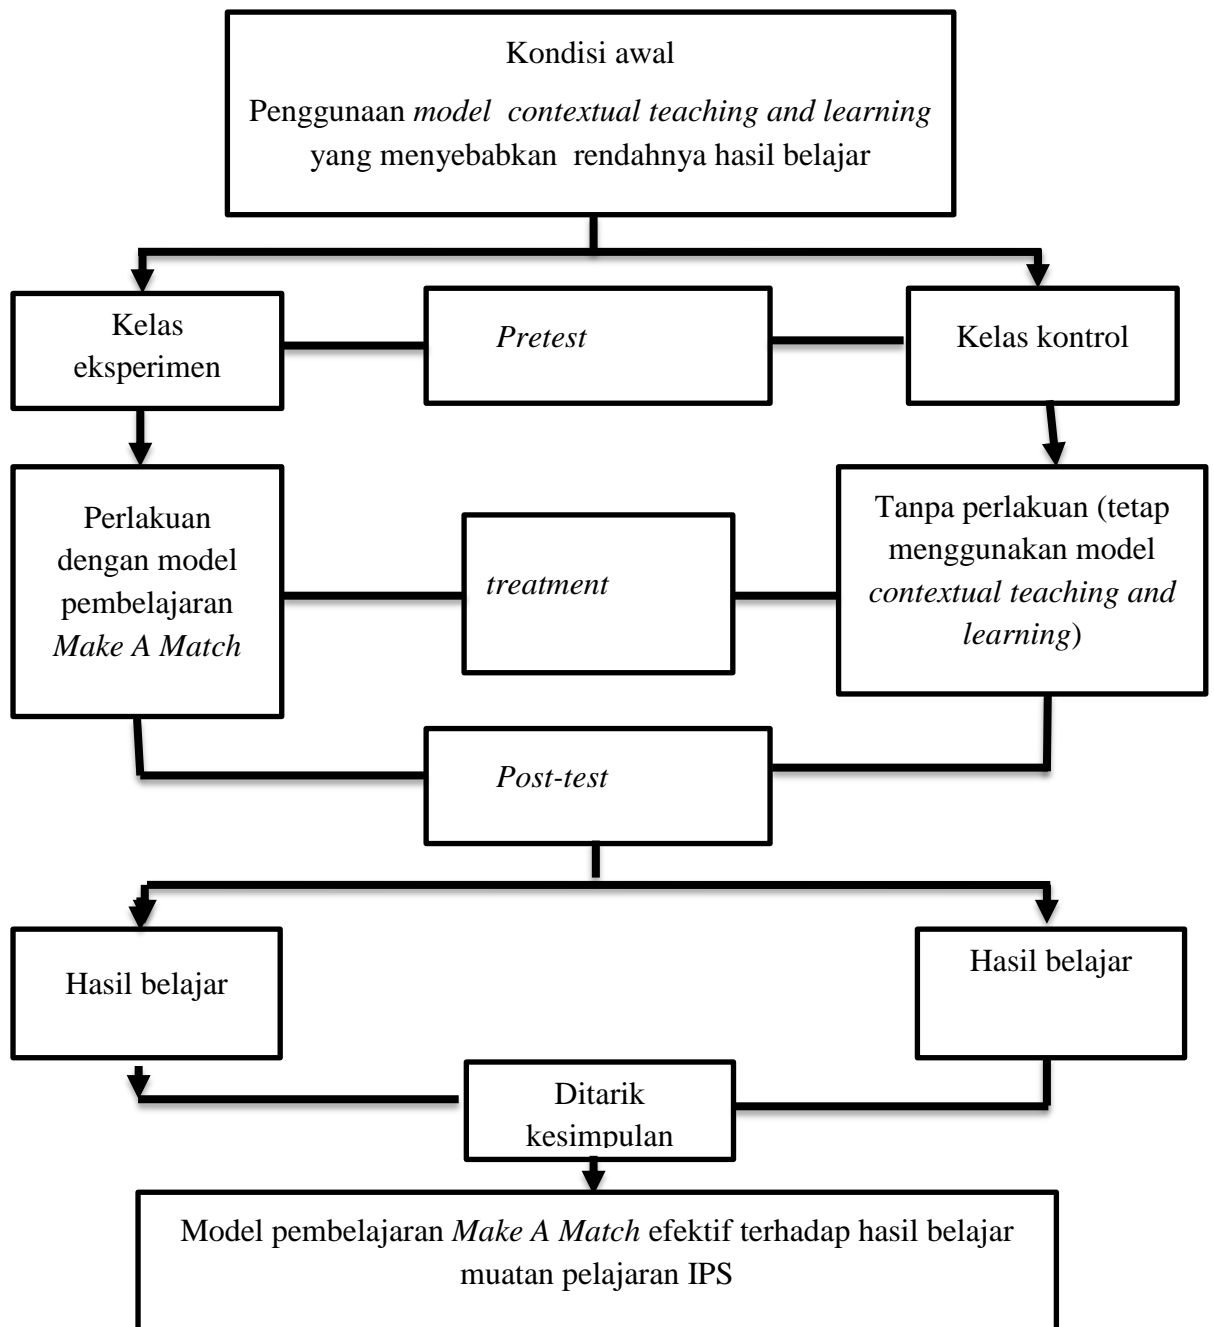 Kondisi awal
Penggunaan model contextual teaching and learning
yang menyebabkan rendahnya hasil belajar
Kelas
eksperimen
Pretest
Kelas kontrol
Perlakuan
dengan model
pembelajaran
Make A Match
treatment
Tanpa perlakuan (tetap
menggunakan model
contextual teaching and
learning)
Post-test
Hasil belajar
Hasil belajar
Ditarik
kesimpulan
Model pembelajaran Make A Match efektif terhadap hasil belajar
muatan pelajaran IPS